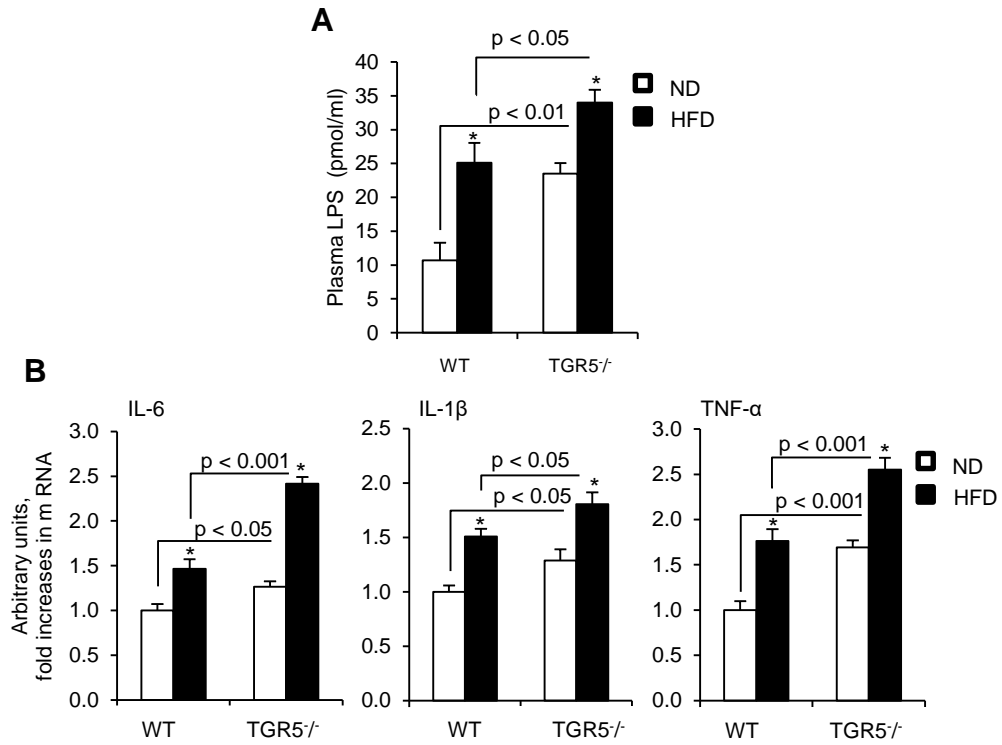 A
p < 0.05
40
35
30
25
20
15
10
5
0
Plasma LPS (pmol/ml)
p < 0.01
*
*
ND
HFD
WT
TGR5-/-
B
IL-6
3.0
2.5
2.0
1.5
1.0
0.5
0.0
Arbitrary units,
fold increases in m RNA
p < 0.001
p < 0.05
*
*
WT
TGR5-/-
IL-1β
2.5
2.0
1.5
1.0
0.5
0.0
p < 0.05
p < 0.05
*
*
WT
TGR5-/-
TNF-α
3.0
2.5
2.0
1.5
1.0
0.5
0.0
p < 0.001
p < 0.001
*
*
WT
TGR5-/-
ND
HFD